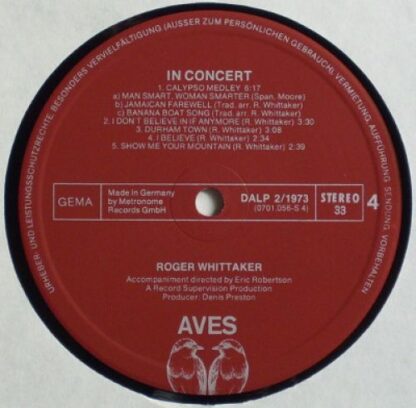 URHEBER- UND LEISTUNGSSCHUTZRECHTE, BESONDERS VERVIELFÄLTIGUNG (AUSSER ZUM PERSÖNLICHEN GEBRAUCH), VERMIETUNG, AUFFÜHRUNG, SENDUNG, VORBEHALTEN
IN CONCERT
1. CALYPSO MEDLEY 6:17
a) MAN SMART, WOMAN SMARTER (Span. Moore)
b) JAMAICAN FAREWELL (Trad. arr. R. Whittaker)
c) BANANA BOAT SONG (Trad. arr. R. Whittaker)
2. I DON'T BELIEVE IN IF ANYMORE (R. Whittaker) 3:30
3. DURHAM TOWN (R. Whittaker) 3:08
4. I BELIEVE (R. Whittaker) 2:34
5. SHOW ME YOUR MOUNTAIN (R. Whittaker) 2:39
GEMA
Made in Germany
by Metronome
Records GmbH
DALP 2/1973
(0701.056-S 4)
STEREO
33
4
ROGER WHITTAKER
Accompaniment directed by Eric Robertson
A Record Supervision Production
Producer: Denis Preston
AVES